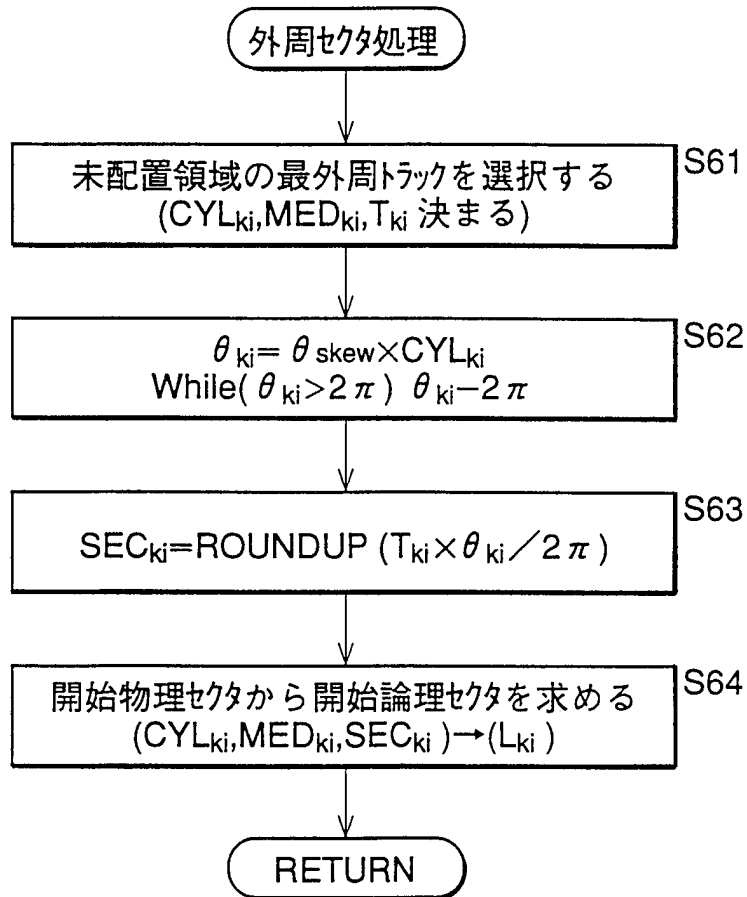 外周セクタ処理
S61
未配置領域の最外周トラックを選択する
(CYLki,MEDki,Tki 決まる)
S62
θki= θskew×CYLki
While( θki>2π) θki−2π
S63
SECki=ROUNDUP (Tki×θki／2π)
S64
開始物理セクタから開始論理セクタを求める
(CYLki,MEDki,SECki )→(Lki )
RETURN